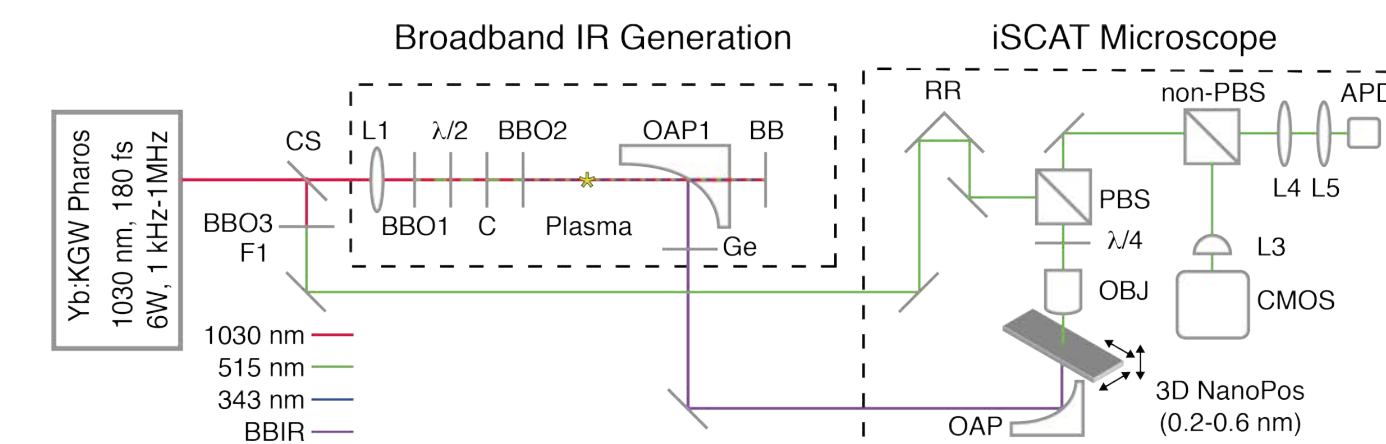 Broadband IR Generation
iSCAT Microscope
Yb:KGW Pharos
1030 nm, 180 fs
6W, 1 kHz-1MHz
CS
L1
λ/2
BBO2
OAP1
BB
BBO3
F1
BBO1
C
Plasma
Ge
RR
non-PBS
APD
L4
L5
PBS
λ/4
L3
OBJ
CMOS
3D NanoPos
(0.2-0.6 nm)
OAP
1030 nm
515 nm
343 nm
BBIR